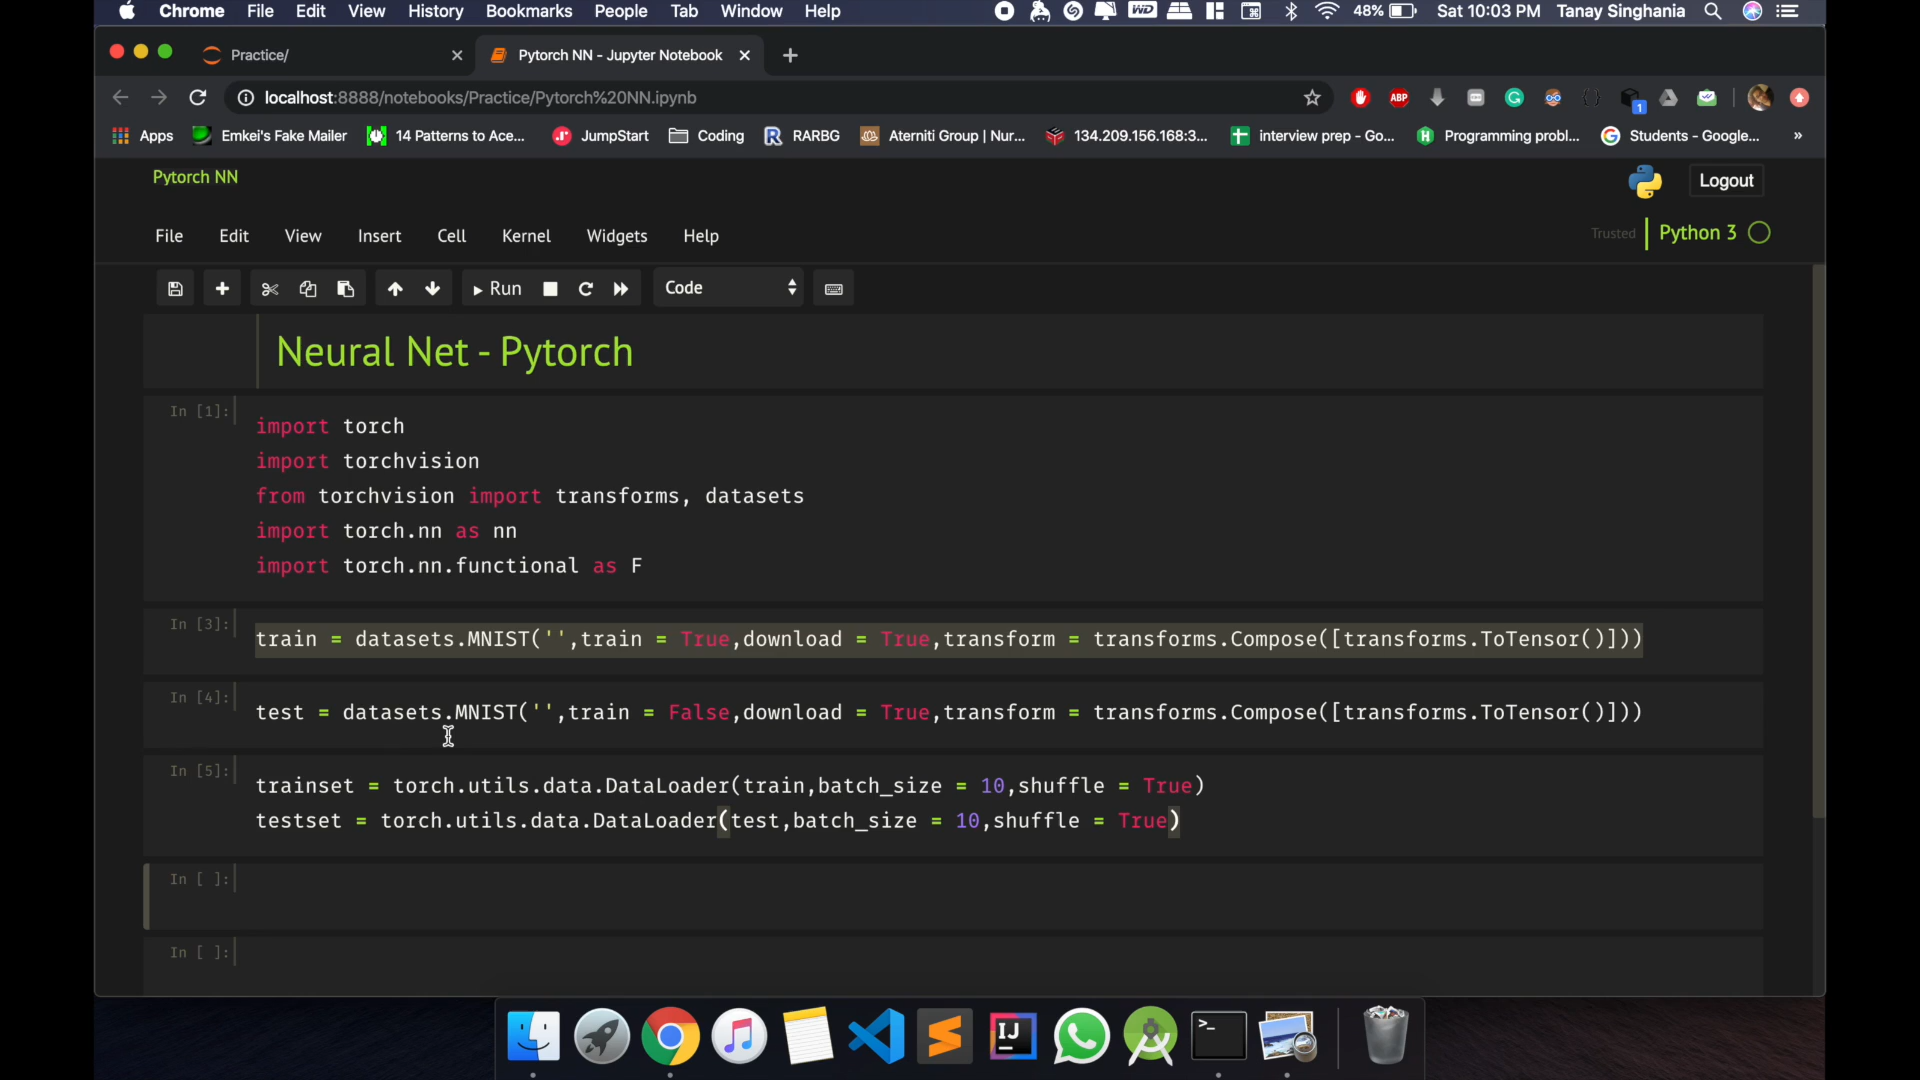 Chrome File Edit View History Bookmarks People Tab Window Help 48% Sat 10:03 PM Tanay Singhania
Practice/ Pytorch NN - Jupyter Notebook
localhost:8888/notebooks/Practice/Pytorch%20NN.ipynb ABP 1
Apps Emkei's Fake Mailer 14 Patterns to Ace... JumpStart Coding RARBG Aterniti Group | Nur... 134.209.156.168:3... interview prep - Go... Programming probl... Students - Google... »
Pytorch NN Logout
File Edit View Insert Cell Kernel Widgets Help Trusted Python 3
Run Code
Neural Net - Pytorch
In [1]:
import torch
import torchvision
from torchvision import transforms, datasets
import torch.nn as nn
import torch.nn.functional as F
In [3]:
train = datasets.MNIST('',train = True,download = True,transform = transforms.Compose([transforms.ToTensor()]))
In [4]:
test = datasets.MNIST('',train = False,download = True,transform = transforms.Compose([transforms.ToTensor()]))
In [5]:
trainset = torch.utils.data.DataLoader(train,batch_size = 10,shuffle = True)
testset = torch.utils.data.DataLoader(test,batch_size = 10,shuffle = True)
In [ ]:
In [ ]:
IJ